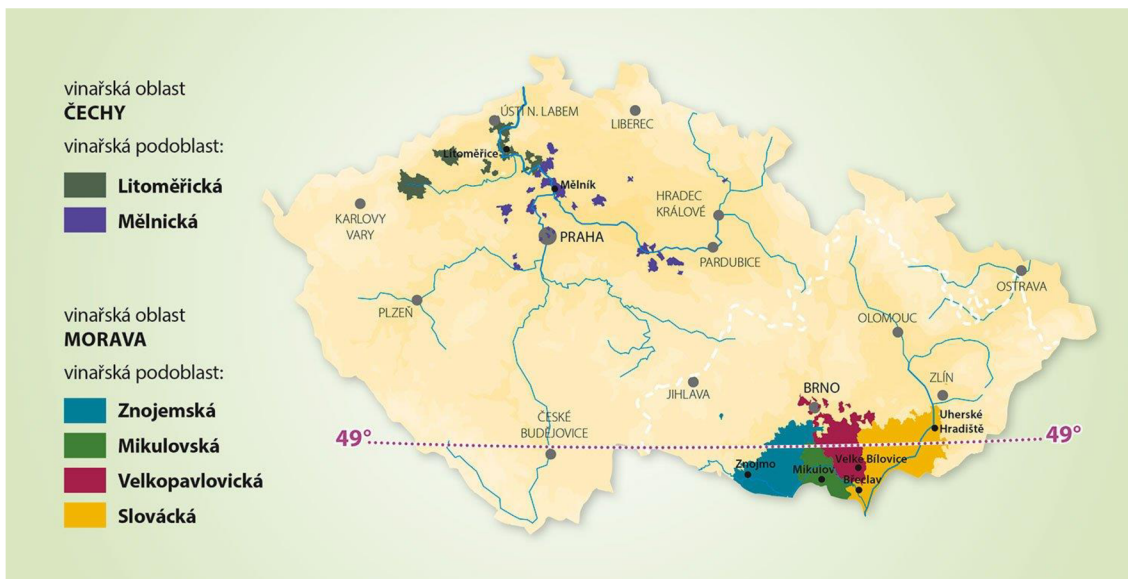 vinařská oblast
ČECHY
vinařská podoblast:
Litoměřická
Mělnická
vinařská oblast
MORAVA
vinařská podoblast:
Znojemská
Mikulovská
Velkopavlovická
Slovácká
ÚSTÍ N. LABEM
LIBEREC
Litoměřice
Mělník
KARLOVY
VARY
HRADEC
KRÁLOVÉ
PRAHA
PARDUBICE
OSTRAVA
PLZEŇ
OLOMOUC
JIHLAVA
BRNO
ZLÍN
ČESKÉ
BUDĚJOVICE
Uherské
Hradiště
49°
49°
Znojmo
Mikulov
Velké Bílovice
Břeclav